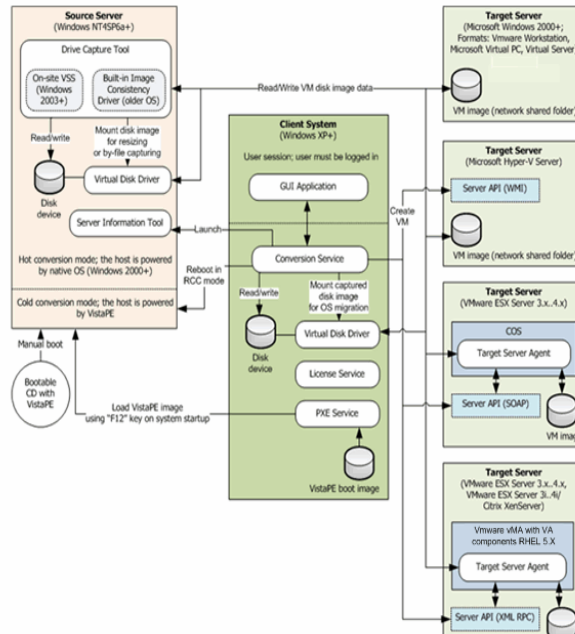 Source Server
(Windows NT4SP6a+)
Drive Capture Tool
On-site VSS
(Windows
2003+)
Built-in Image
Consistency
Driver (older OS)
Read/write
Mount disk image
for resizing
or by-file capturing
Virtual Disk Driver
Disk
device
Server Information Tool
Hot conversion mode; the host is powered
by native OS (Windows 2000+)
Cold conversion mode; the host is powered
by VistaPE
Manual boot
Bootable
CD with
VistaPE
Load VistaPE image
using "F12" key on system startup
Read/Write VM disk image data
Launch
Reboot in
RCC mode
Client System
(Windows XP+)
User session; user must be logged in
GUI Application
Conversion Service
Read/write
Mount captured
disk image
for OS migration
Virtual Disk Driver
Disk
device
License Service
PXE Service
VistaPE boot image
Create
VM
Target Server
(Microsoft Windows 2000+;
Formats: Vmware Workstation,
Microsoft Virtual PC, Virtual Server)
VM image (network shared folder)
Target Server
(Microsoft Hyper-V Server)
Server API (WMI)
VM image (network shared folder)
Target Server
(VMware ESX Server 3.x..4.x)
COS
Target Server Agent
Server API (SOAP)
VM image
Target Server
(VMware ESX Server 3.x..4.x,
VMware ESX Server 3i..4i/
Citrix XenServer)
Vmware vMA with VA
components RHEL 5.X
Target Server Agent
Server API (XML RPC)